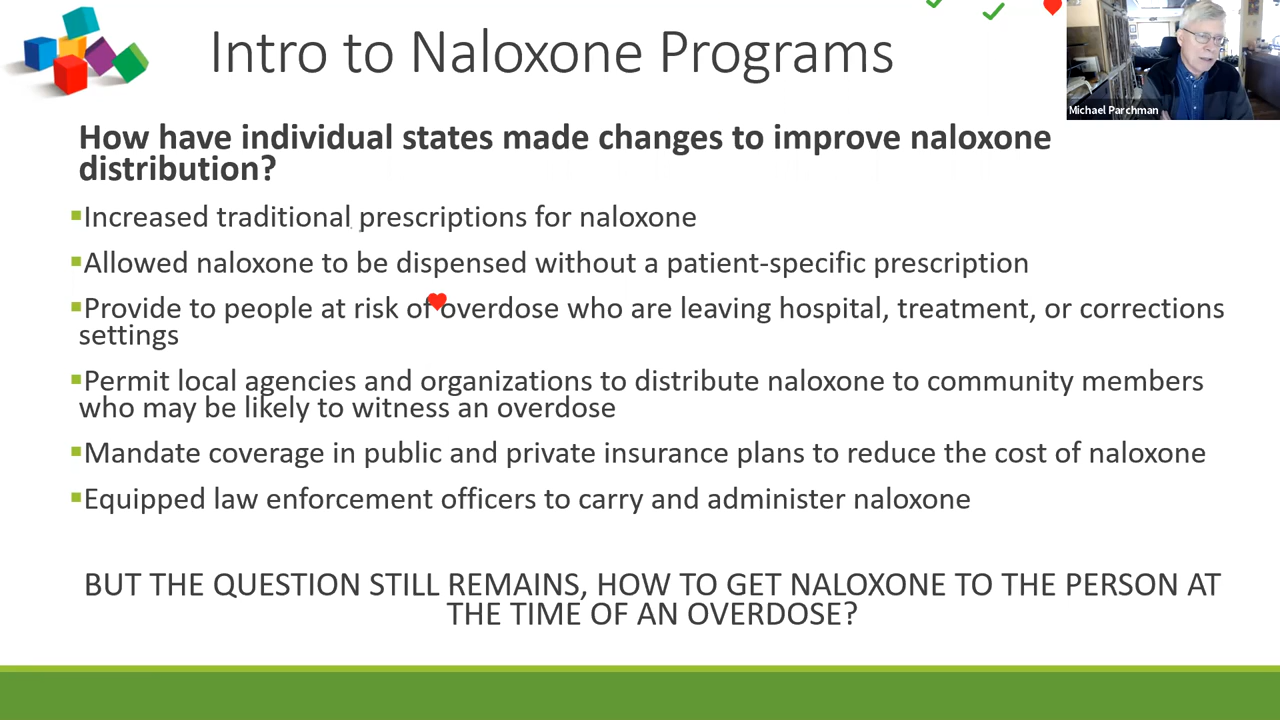 Intro to Naloxone Programs
Michael Parchman
How have individual states made changes to improve naloxone
distribution?
Increased traditional prescriptions for naloxone
Allowed naloxone to be dispensed without a patient-specific prescription
Provide to people at risk of overdose who are leaving hospital, treatment, or corrections
settings
Permit local agencies and organizations to distribute naloxone to community members
who may be likely to witness an overdose
Mandate coverage in public and private insurance plans to reduce the cost of naloxone
Equipped law enforcement officers to carry and administer naloxone
BUT THE QUESTION STILL REMAINS, HOW TO GET NALOXONE TO THE PERSON AT
THE TIME OF AN OVERDOSE?